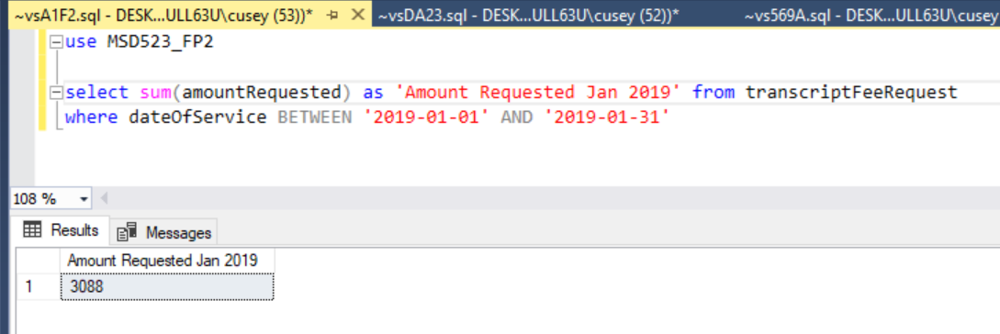 ~vsA1F2.sql - DESK...ULL63U\cusey (53))* ~vsDA23.sql - DESK...ULL63U\cusey (52))* ~vs569A.sql - DESK...ULL63U\cusey
use MSD523_FP2
select sum(amountRequested) as 'Amount Requested Jan 2019' from transcriptFeeRequest
where dateOfService BETWEEN '2019-01-01' AND '2019-01-31'
108 %
Results Messages
Amount Requested Jan 2019
1 3088